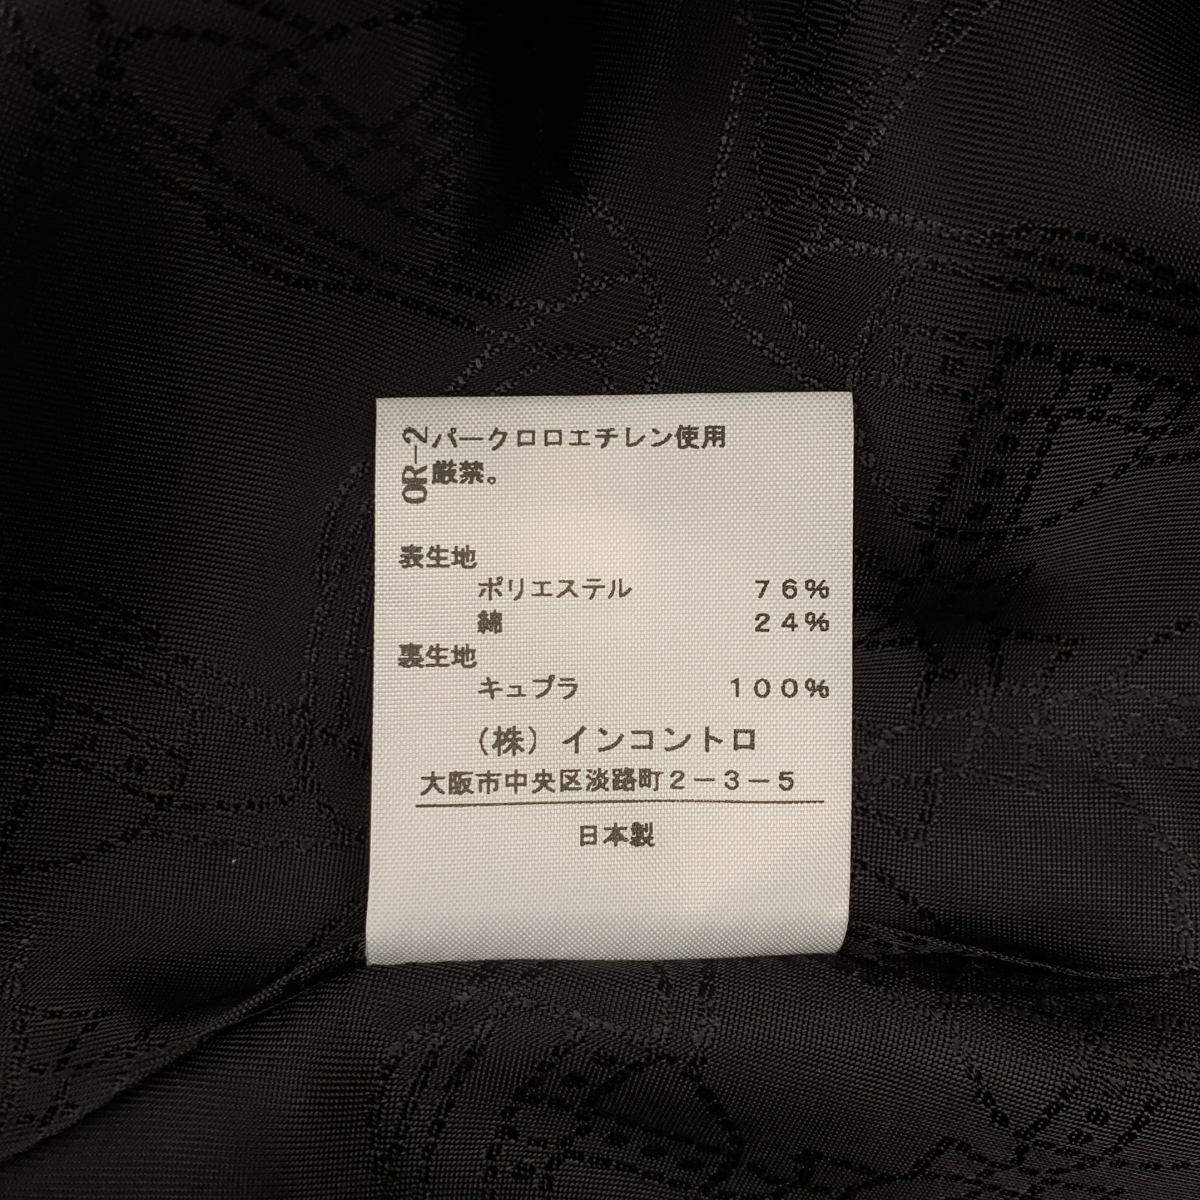 OR-2
パークロロエチレン使用
厳禁。
表生地
ポリエステル 76%
綿 24%
裏生地
キュプラ 100%
（株）インコントロ
大阪市中央区淡路町2-3-5
日本製